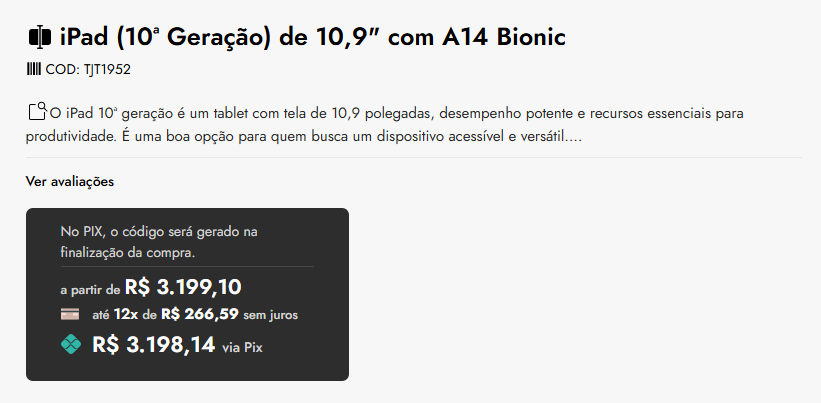 iPad (10ª Geração) de 10,9" com A14 Bionic
COD: TJT1952
O iPad 10ª geração é um tablet com tela de 10,9 polegadas, desempenho potente e recursos essenciais para
produtividade. É uma boa opção para quem busca um dispositivo acessível e versátil....
Ver avaliações
No PIX, o código será gerado na
finalização da compra.
a partir de R$ 3.199,10
até 12x de R$ 266,59 sem juros
R$ 3.198,14 via Pix